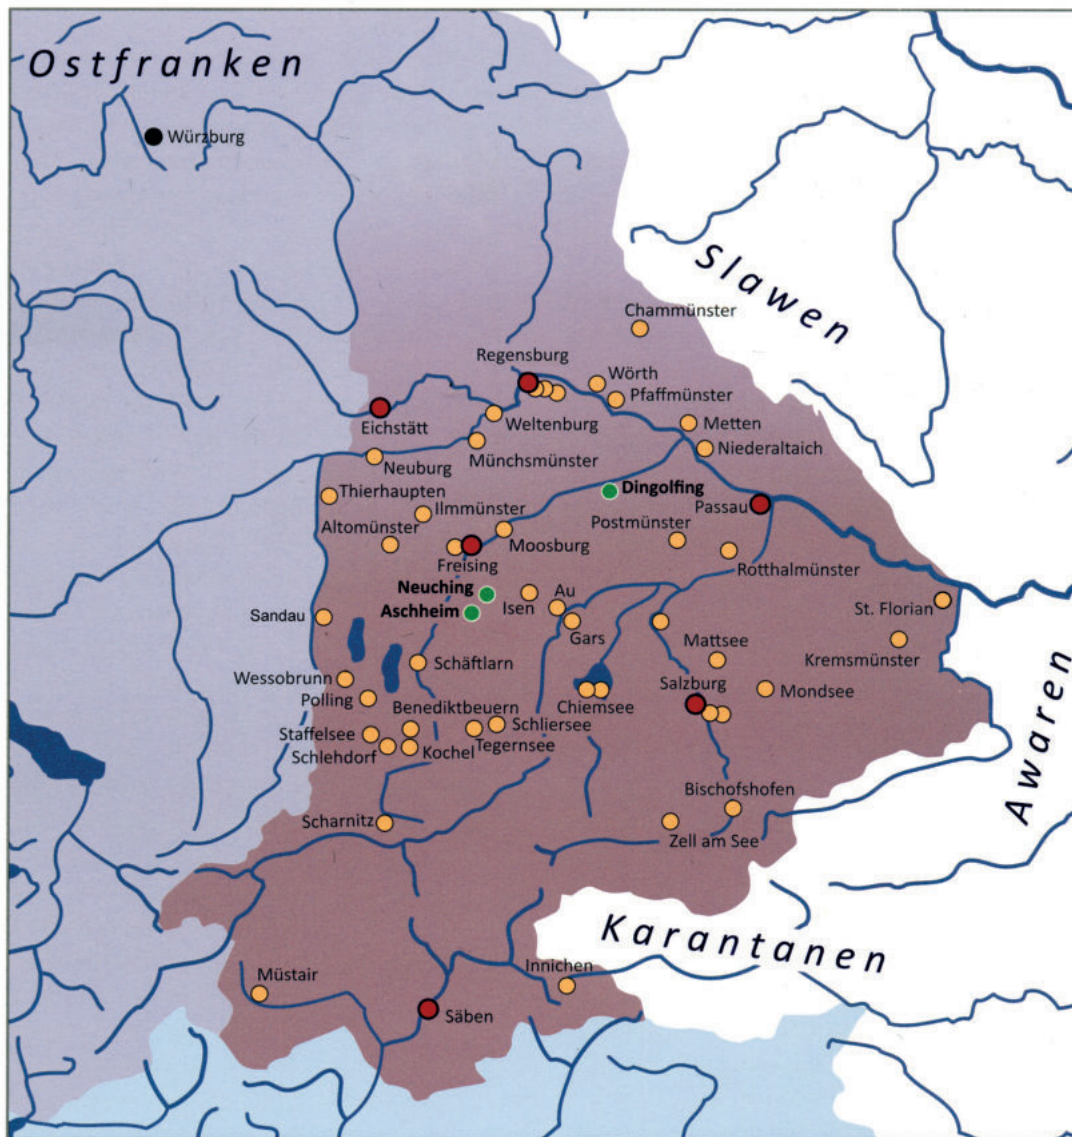 Ostfranken
Würzburg
Slawen
Chammünster
Regensburg
Wörth
Pfaffmünster
Eichstätt
Weltenburg
Metten
Münchsmünster
Niederaltaich
Neuburg
Dingolfing
Thierhaupten
Passau
Ilmmünster
Altomünster
Postmünster
Moosburg
Freising
Rotthalmünster
Neuching
Au
Isen
St. Florian
Aschheim
Sandau
Gars
Mattsee
Kremsmünster
Schäftlarn
Wessobrunn
Salzburg
Mondsee
Polling
Chiemsee
Benediktbeuern
Schliersee
Staffelsee
Tegernsee
Schlehdorf
Kochel
Awaren
Bischofshofen
Scharnitz
Zell am See
Karantanen
Innichen
Müstair
Säben